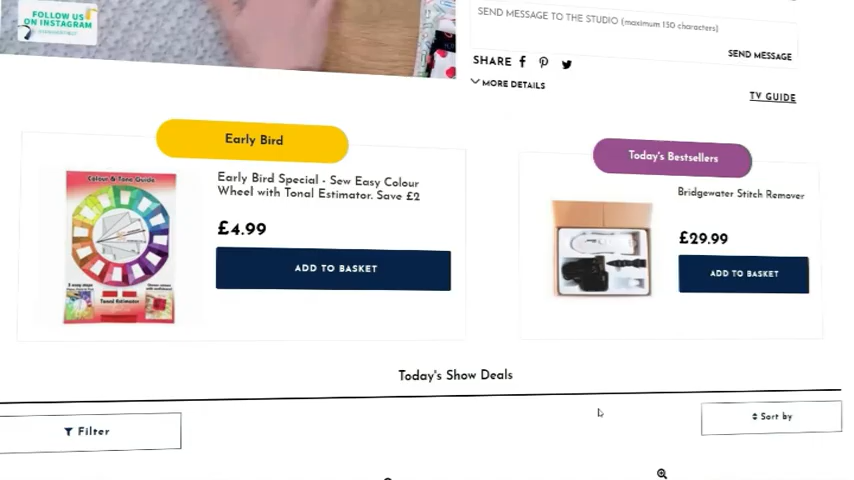 FOLLOW US
ON INSTAGRAM
SEND MESSAGE TO THE STUDIO (maximum 150 characters)
SEND MESSAGE
SHARE
MORE DETAILS
TV GUIDE
Early Bird
Today's Bestsellers
Colour & Tone Guide
Early Bird Special - Sew Easy Colour
Wheel with Tonal Estimator. Save £2
£4.99
ADD TO BASKET
Bridgewater Stitch Remover
£29.99
ADD TO BASKET
Tonal Estimator
Today's Show Deals
Filter
Sort by